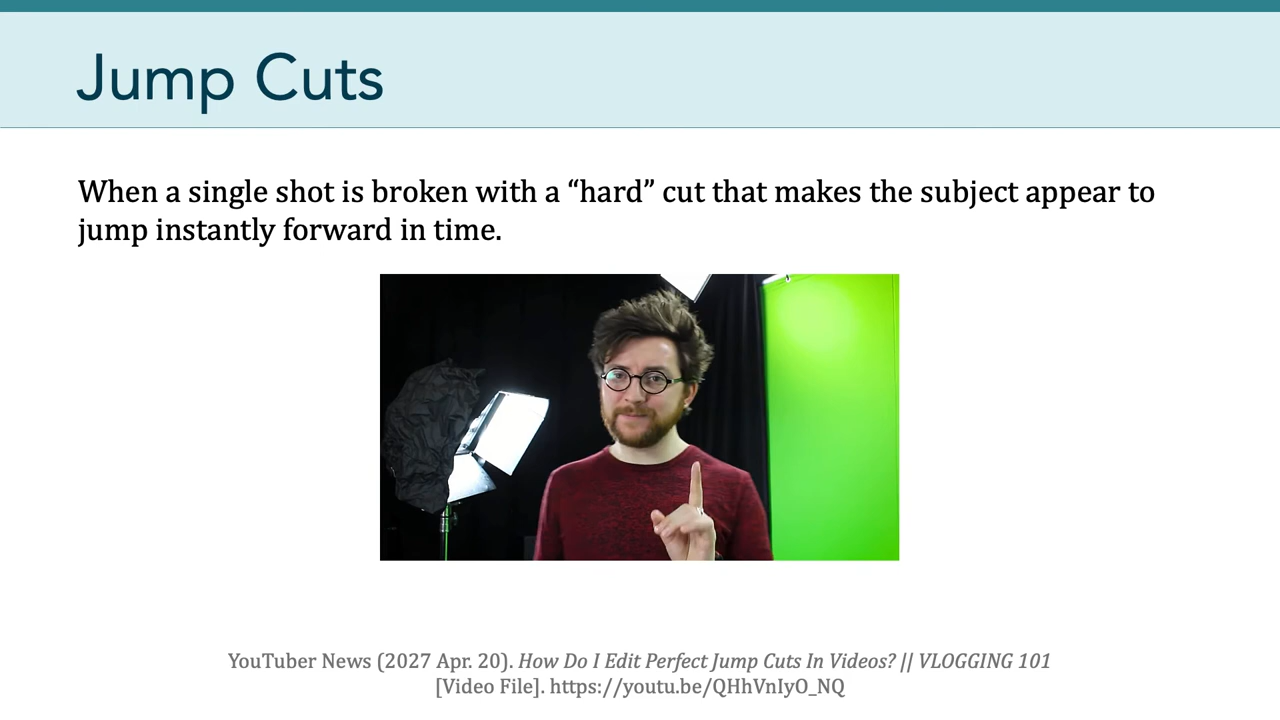 Jump Cuts
When a single shot is broken with a “hard” cut that makes the subject appear to
jump instantly forward in time.
YouTuber News (2027 Apr. 20). How Do I Edit Perfect Jump Cuts In Videos? || VLOGGING 101
[Video File]. https://youtu.be/QHhVnIyO_NQ